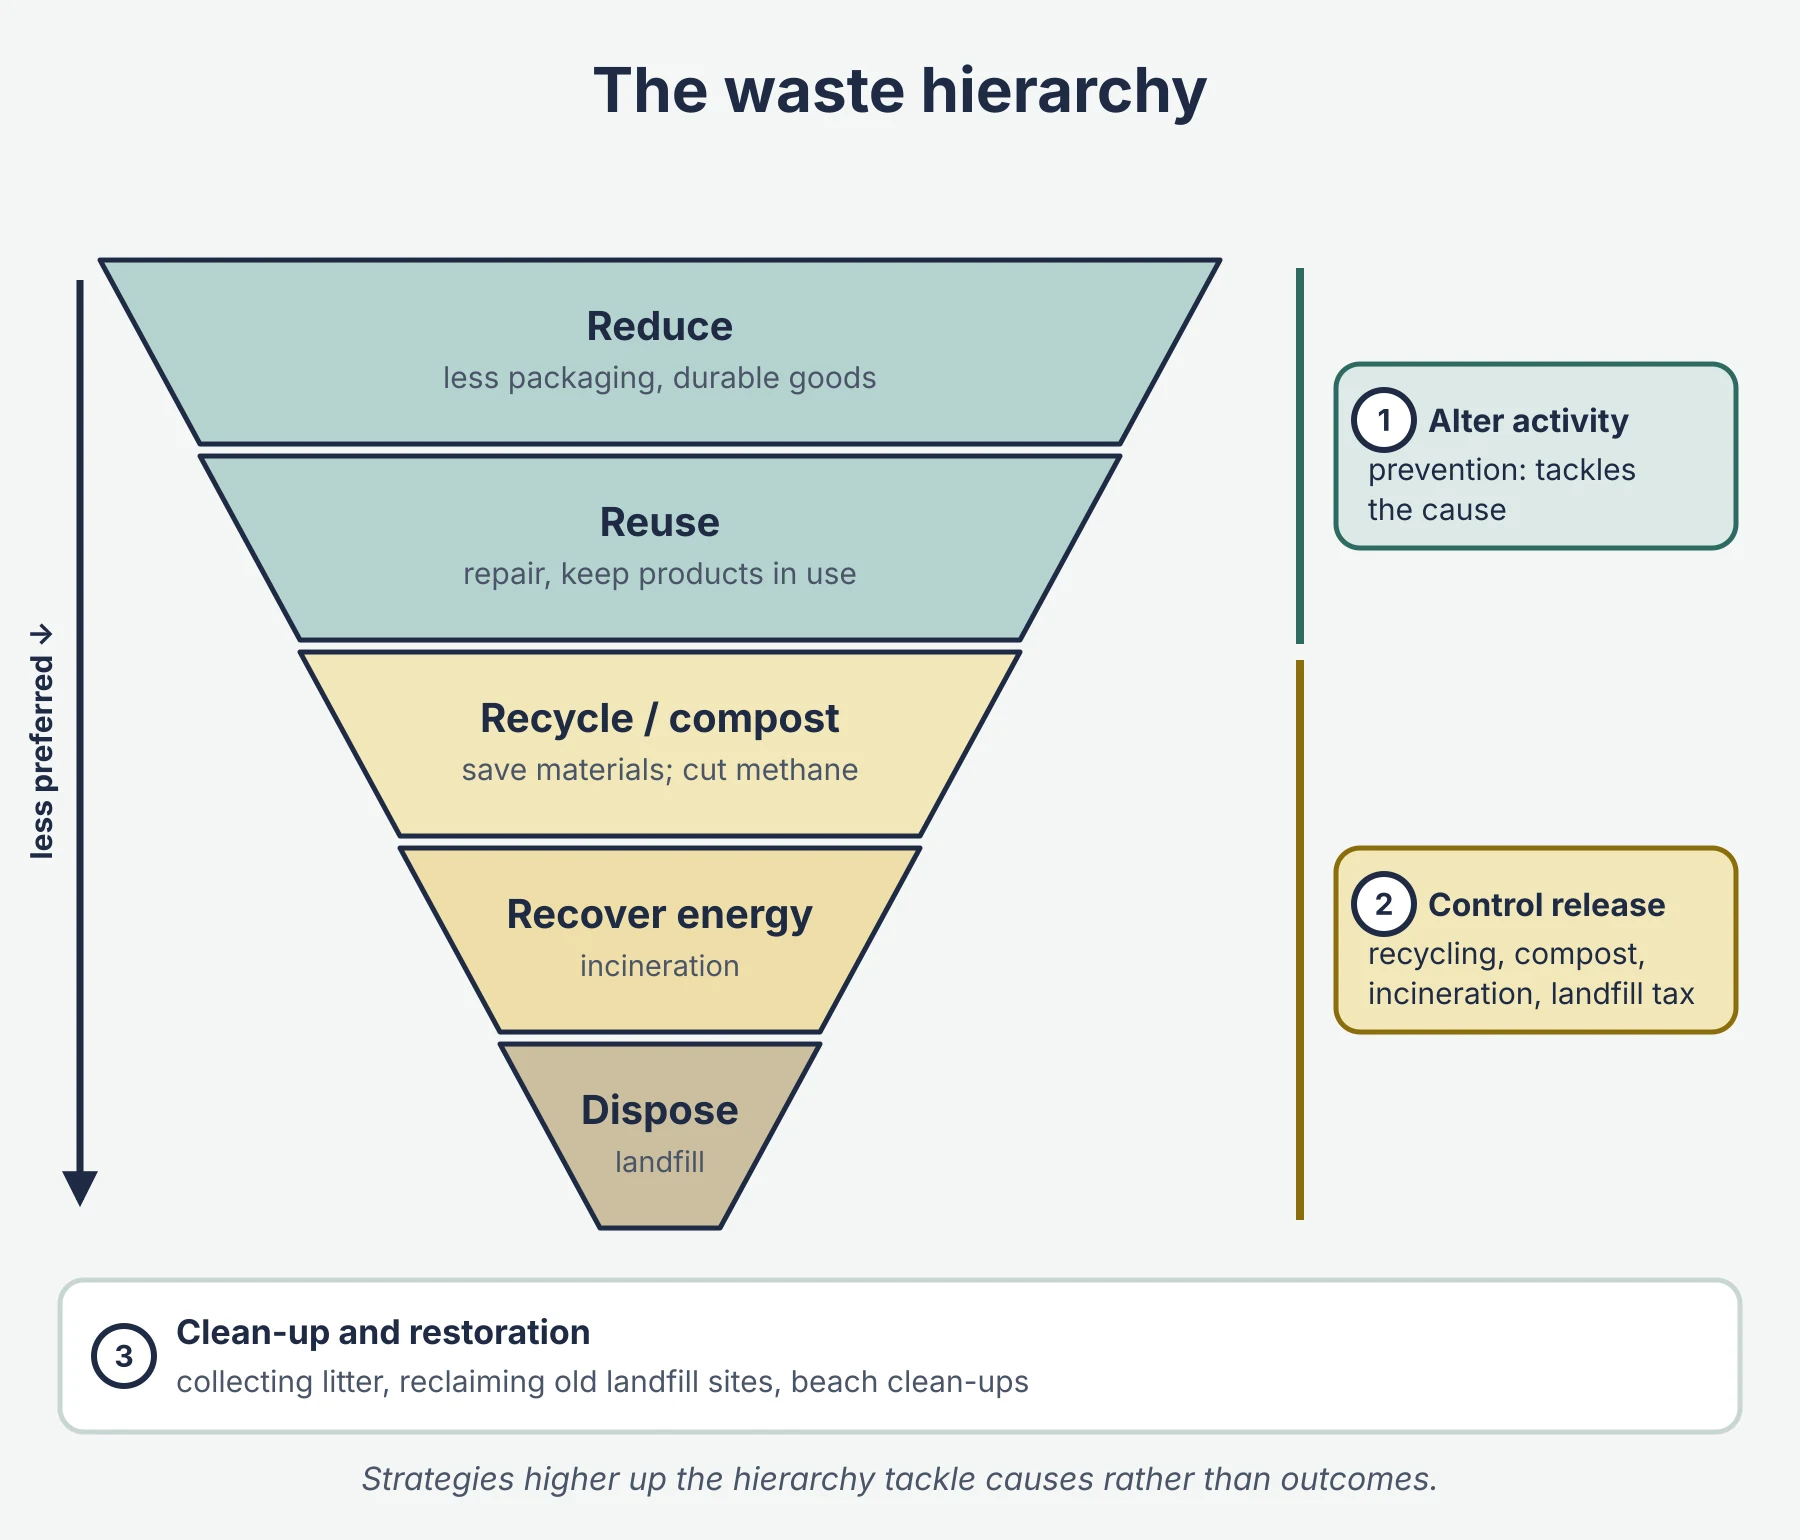 The waste hierarchy
less preferred →
Reduce
less packaging, durable goods
Reuse
repair, keep products in use
Recycle / compost
save materials; cut methane
Recover energy
incineration
Dispose
landfill
1 Alter activity
prevention: tackles
the cause
2 Control release
recycling, compost,
incineration, landfill tax
3
Clean-up and restoration
collecting litter, reclaiming old landfill sites, beach clean-ups
Strategies higher up the hierarchy tackle causes rather than outcomes.